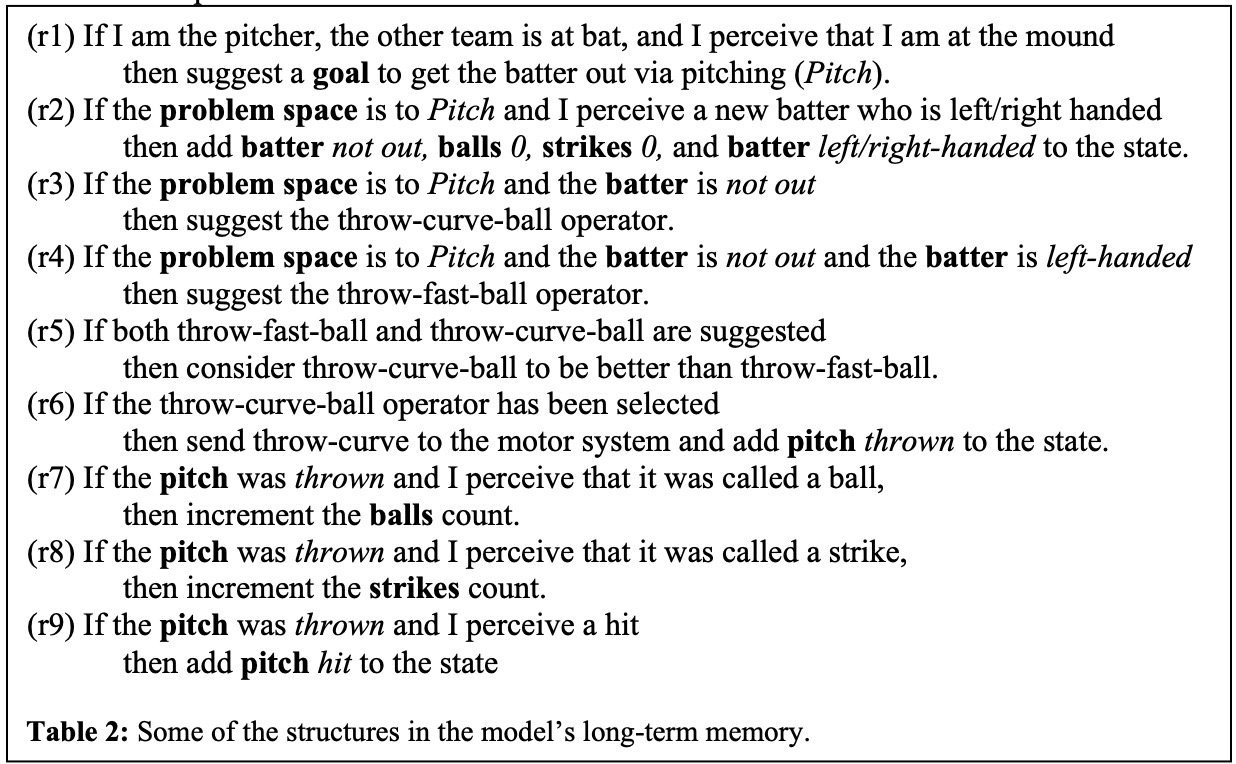 (r1) If I am the pitcher, the other team is at bat, and I perceive that I am at the mound
then suggest a goal to get the batter out via pitching (Pitch).
(r2) If the problem space is to Pitch and I perceive a new batter who is left/right handed
then add batter not out, balls 0, strikes 0, and batter left/right-handed to the state.
(r3) If the problem space is to Pitch and the batter is not out
then suggest the throw-curve-ball operator.
(r4) If the problem space is to Pitch and the batter is not out and the batter is left-handed
then suggest the throw-fast-ball operator.
(r5) If both throw-fast-ball and throw-curve-ball are suggested
then consider throw-curve-ball to be better than throw-fast-ball.
(r6) If the throw-curve-ball operator has been selected
then send throw-curve to the motor system and add pitch thrown to the state.
(r7) If the pitch was thrown and I perceive that it was called a ball,
then increment the balls count.
(r8) If the pitch was thrown and I perceive that it was called a strike,
then increment the strikes count.
(r9) If the pitch was thrown and I perceive a hit
then add pitch hit to the state
Table 2: Some of the structures in the model's long-term memory.